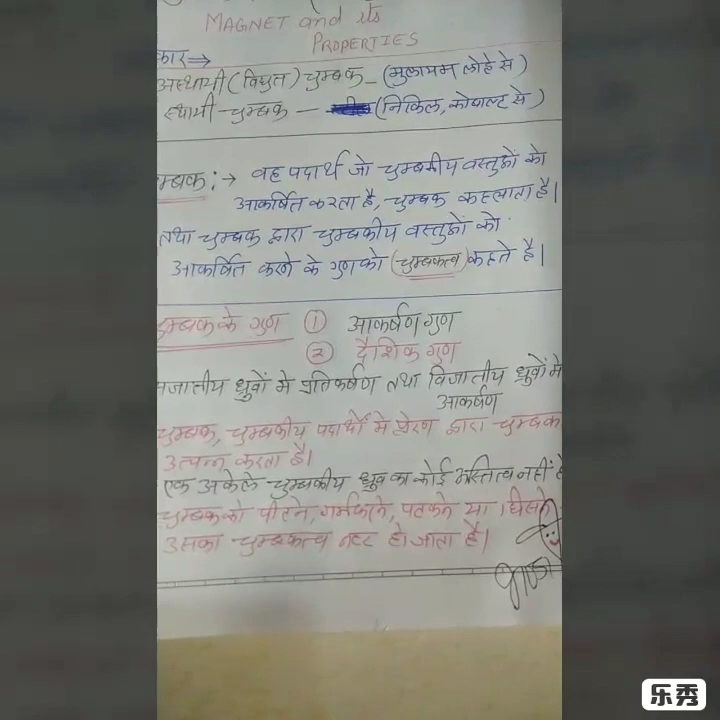 MAGNET and its
PROPERTIES
कार ⇒
अस्थायी (विधुत) चुम्बक – (मुलायम लोहे से)
स्थायी चुम्बक – (निकिल, कोबाल्ट से)
म्बक :→ वह पदार्थ जो चुम्बकीय वस्तुओं को
आकर्षित करता है, चुम्बक कहलाता है।
तथा चुम्बक द्वारा चुम्बकीय वस्तुओं को
आकर्षित करने के गुण को (चुम्बकत्व) कहते है।
चुम्बक के गुण ① आकर्षण गुण
② दैशिक गुण
सजातीय ध्रुवों मे प्रतिकर्षण तथा विजातीय ध्रुवों मे
आकर्षण
चुम्बक, चुम्बकीय पदार्थों मे प्रेरण द्वारा चुम्बक
उत्पन्न करता है।
एक अकेले चुम्बकीय ध्रुव का कोई अस्तित्व नहीं है
चुम्बक को पीटने, गर्म करने, पटकने या घिसने
उसका चुम्बकत्व नष्ट हो जाता है।
乐秀